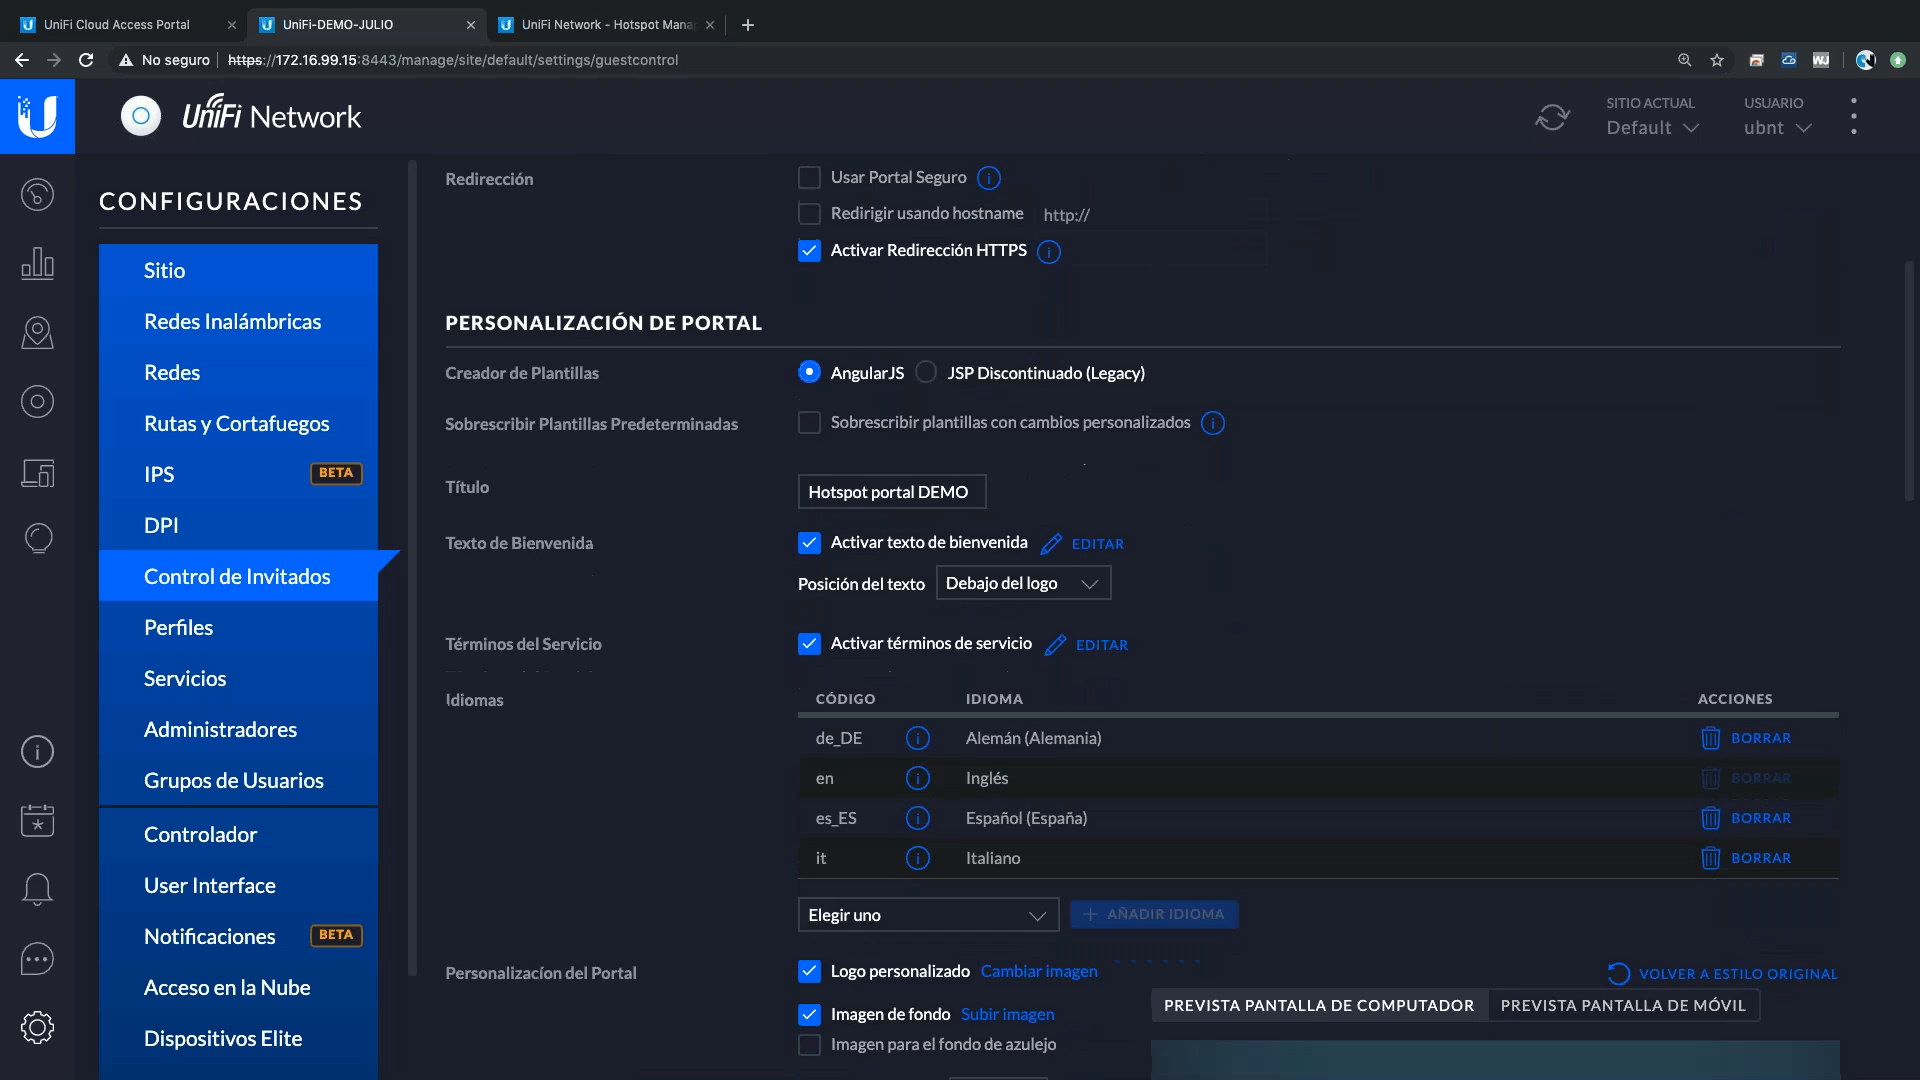 UniFi Cloud Access Portal
UniFi-DEMO-JULIO
UniFi Network - Hotspot Mana
No seguro
https://172.16.99.15:8443/manage/site/default/settings/guestcontrol
UniFi Network
SITIO ACTUAL
Default
USUARIO
ubnt
CONFIGURACIONES
Sitio
Redes Inalámbricas
Redes
Rutas y Cortafuegos
IPS BETA
DPI
Control de Invitados
Perfiles
Servicios
Administradores
Grupos de Usuarios
Controlador
User Interface
Notificaciones BETA
Acceso en la Nube
Dispositivos Elite
Redirección
Usar Portal Seguro
Redirigir usando hostname http://
Activar Redirección HTTPS
PERSONALIZACIÓN DE PORTAL
Creador de Plantillas
AngularJS JSP Discontinuado (Legacy)
Sobrescribir Plantillas Predeterminadas
Sobrescribir plantillas con cambios personalizados
Título
Hotspot portal DEMO
Texto de Bienvenida
Activar texto de bienvenida EDITAR
Posición del texto Debajo del logo
Términos del Servicio
Activar términos de servicio EDITAR
Idiomas
CÓDIGO IDIOMA ACCIONES
de_DE Alemán (Alemania) BORRAR
en Inglés BORRAR
es_ES Español (España) BORRAR
it Italiano BORRAR
Elegir uno
AÑADIR IDIOMA
Personalizacíon del Portal
Logo personalizado Cambiar imagen
Imagen de fondo Subir imagen
Imagen para el fondo de azulejo
VOLVER A ESTILO ORIGINAL
PREVISTA PANTALLA DE COMPUTADOR
PREVISTA PANTALLA DE MÓVIL